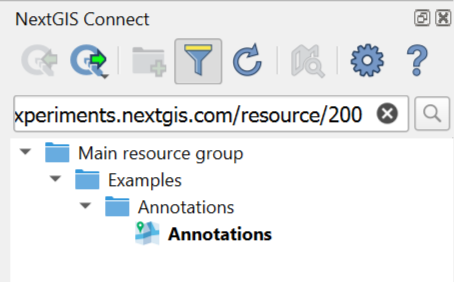 NextGIS Connect
xperiments.nextgis.com/resource/200
Main resource group
Examples
Annotations
Annotations